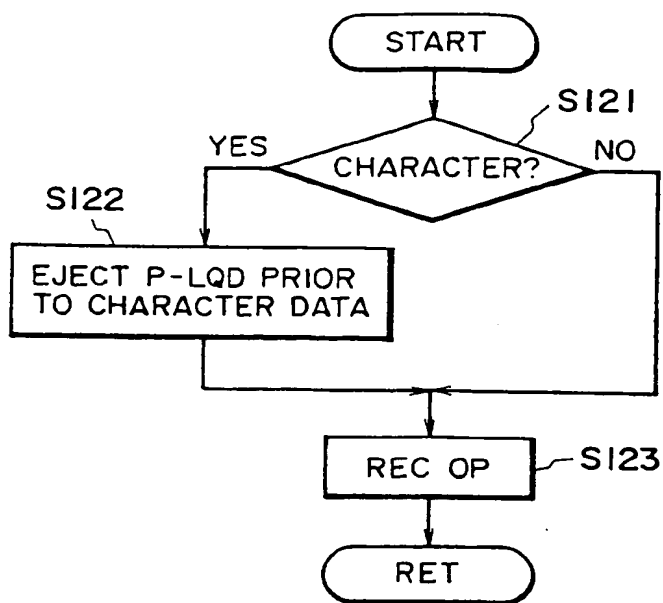 START
S121
YES
CHARACTER?
NO
S122
EJECT P-LQD PRIOR
TO CHARACTER DATA
REC OP
S123
RET